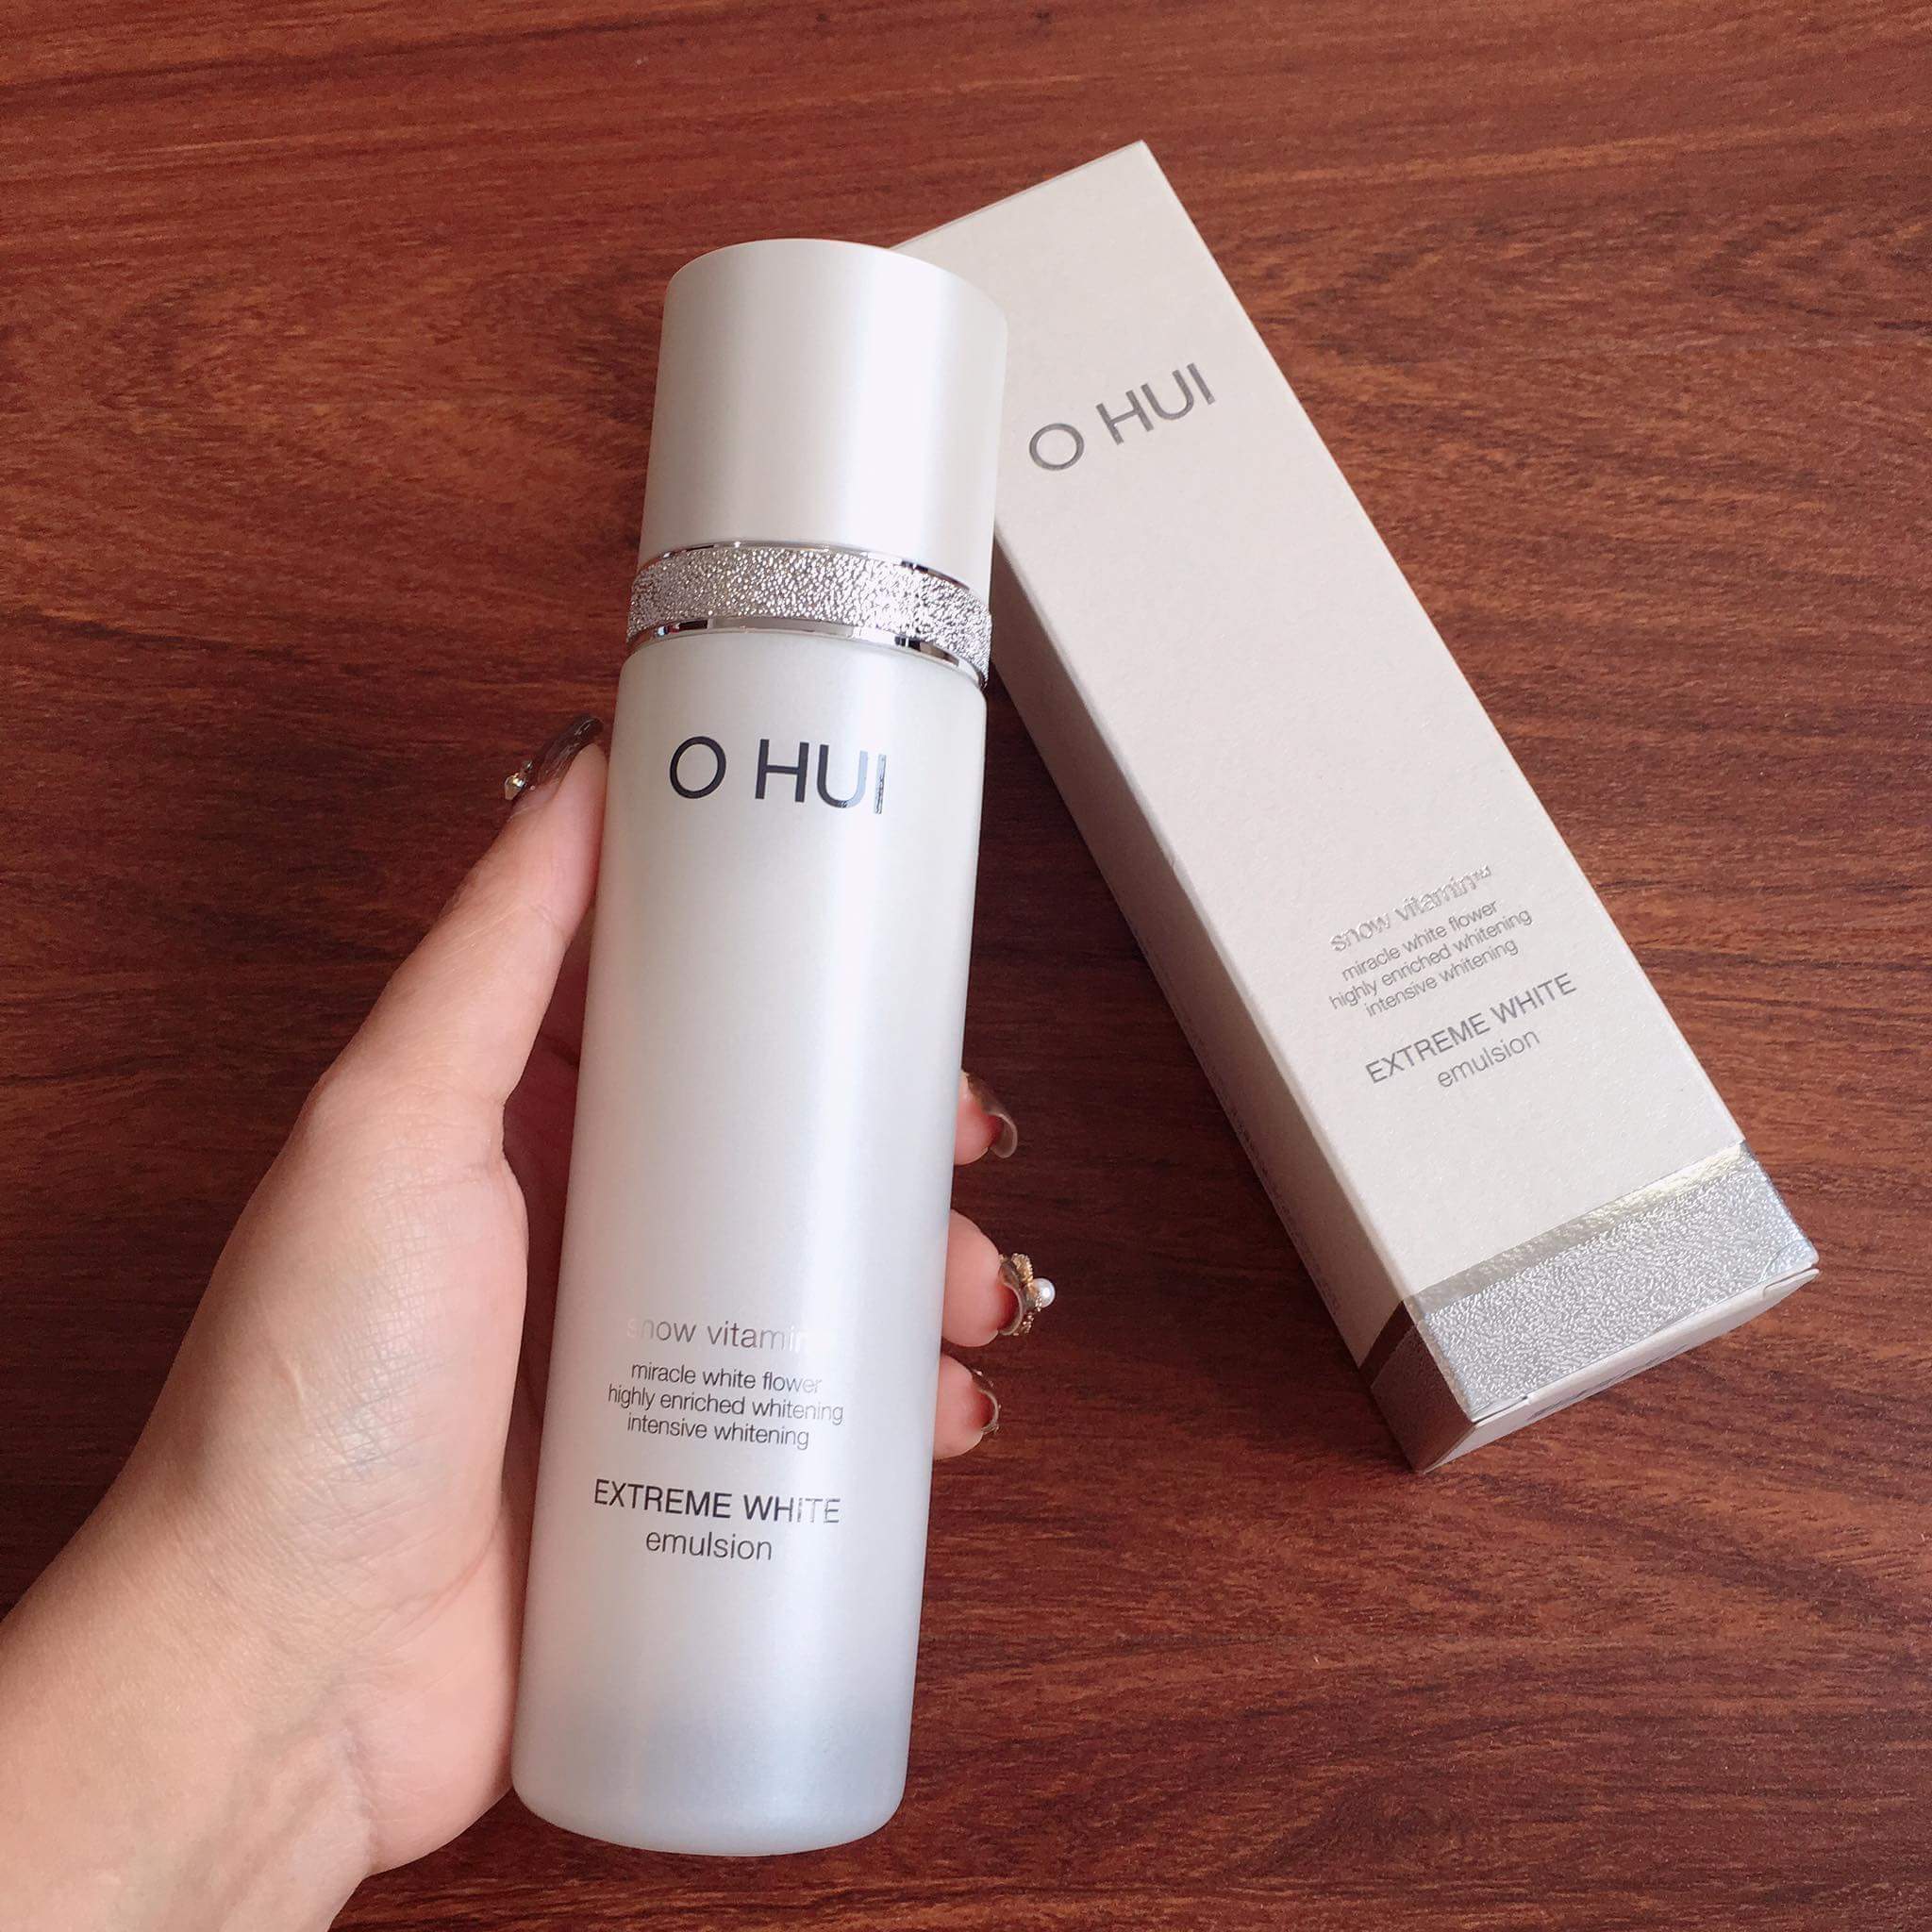 O HUI
snow vitamin
miracle white flower
highly enriched whitening
intensive whitening
EXTREME WHITE
emulsion
O HUI
snow vitamin™
miracle white flower
highly enriched whitening
intensive whitening
EXTREME WHITE
emulsion